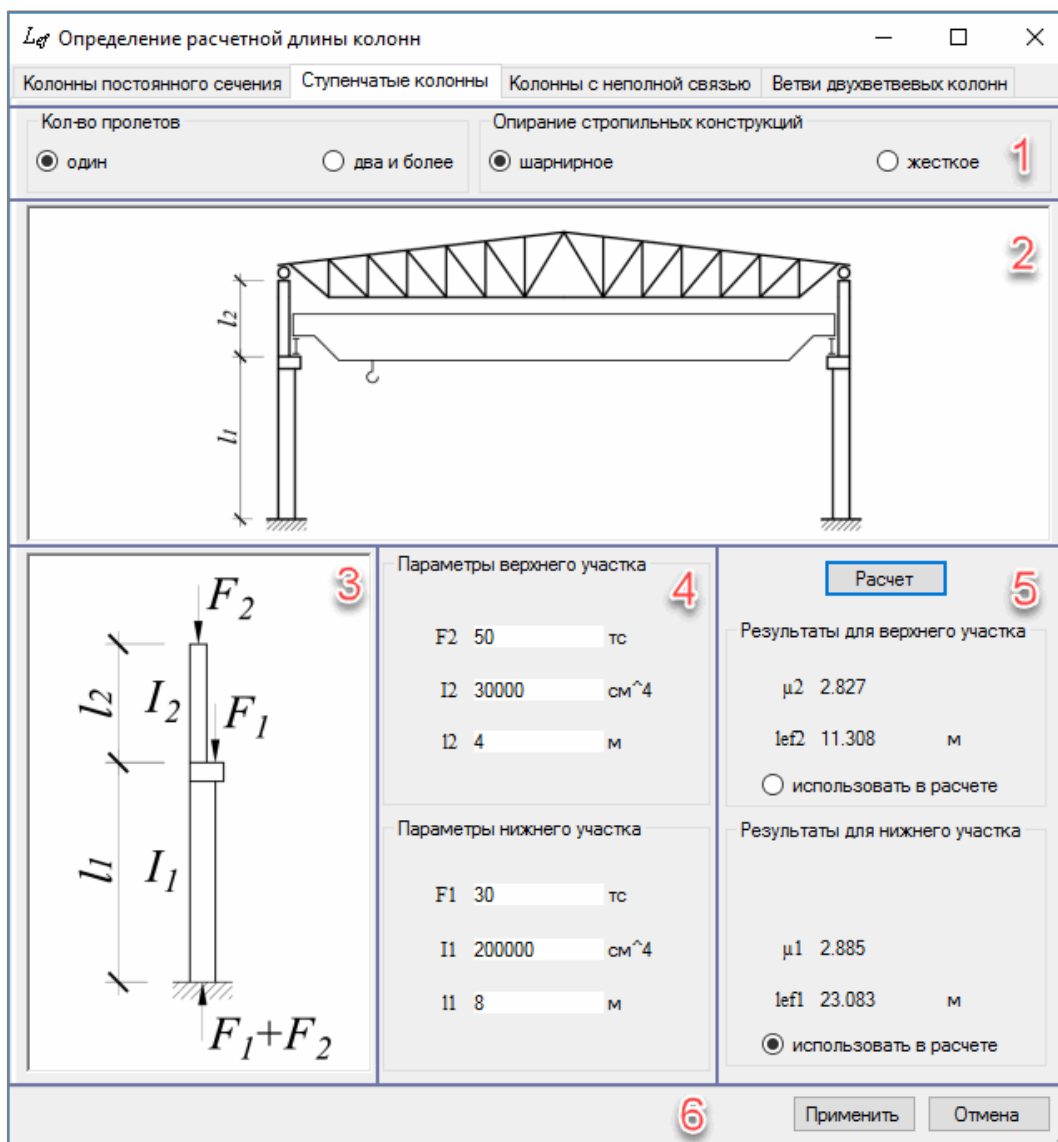 Lef Определение расчетной длины колонн
Колонны постоянного сечения Ступенчатые колонны Колонны с неполной связью Ветви двухветвевых колонн
Кол-во пролетов Опирание стропильных конструкций
один два и более шарнирное жесткое 1
2
l2
l1
3
F2
l2 I2 F1
l1 I1
F1+F2
Параметры верхнего участка 4
F2 50 тс
I2 30000 см^4
l2 4 м
Параметры нижнего участка
F1 30 тс
I1 200000 см^4
l1 8 м
Расчет 5
Результаты для верхнего участка
μ2 2.827
lef2 11.308 м
использовать в расчете
Результаты для нижнего участка
μ1 2.885
lef1 23.083 м
использовать в расчете
6 Применить Отмена